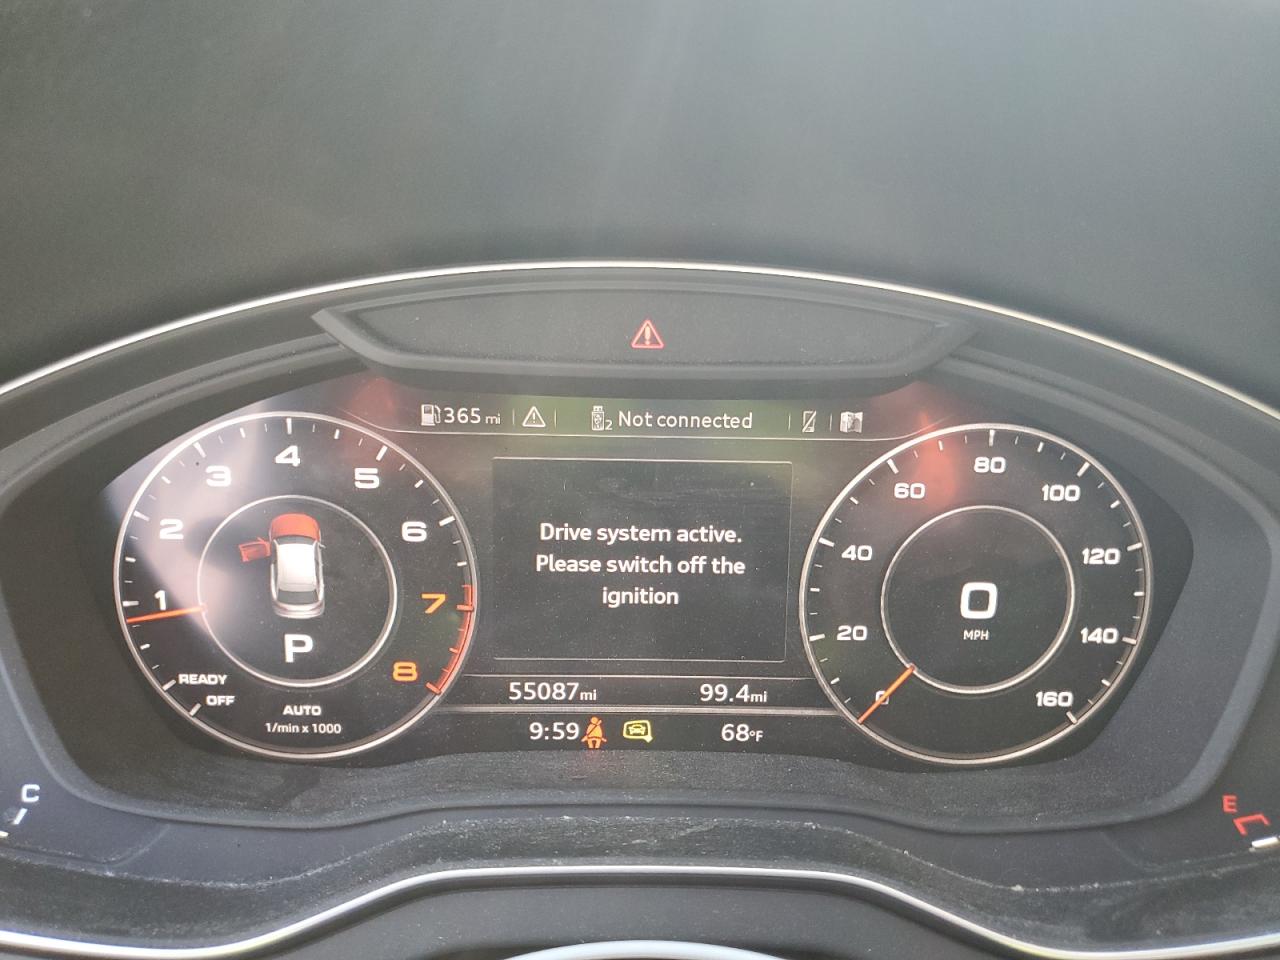 365 mi
2 Not connected
4
3
5
2
6
1
7
8
P
READY
OFF
AUTO
1/min x 1000
Drive system active.
Please switch off the
ignition
55087mi 99.4mi
9:59 68°F
80
60
100
40
120
20
140
0
160
0
MPH
C
E